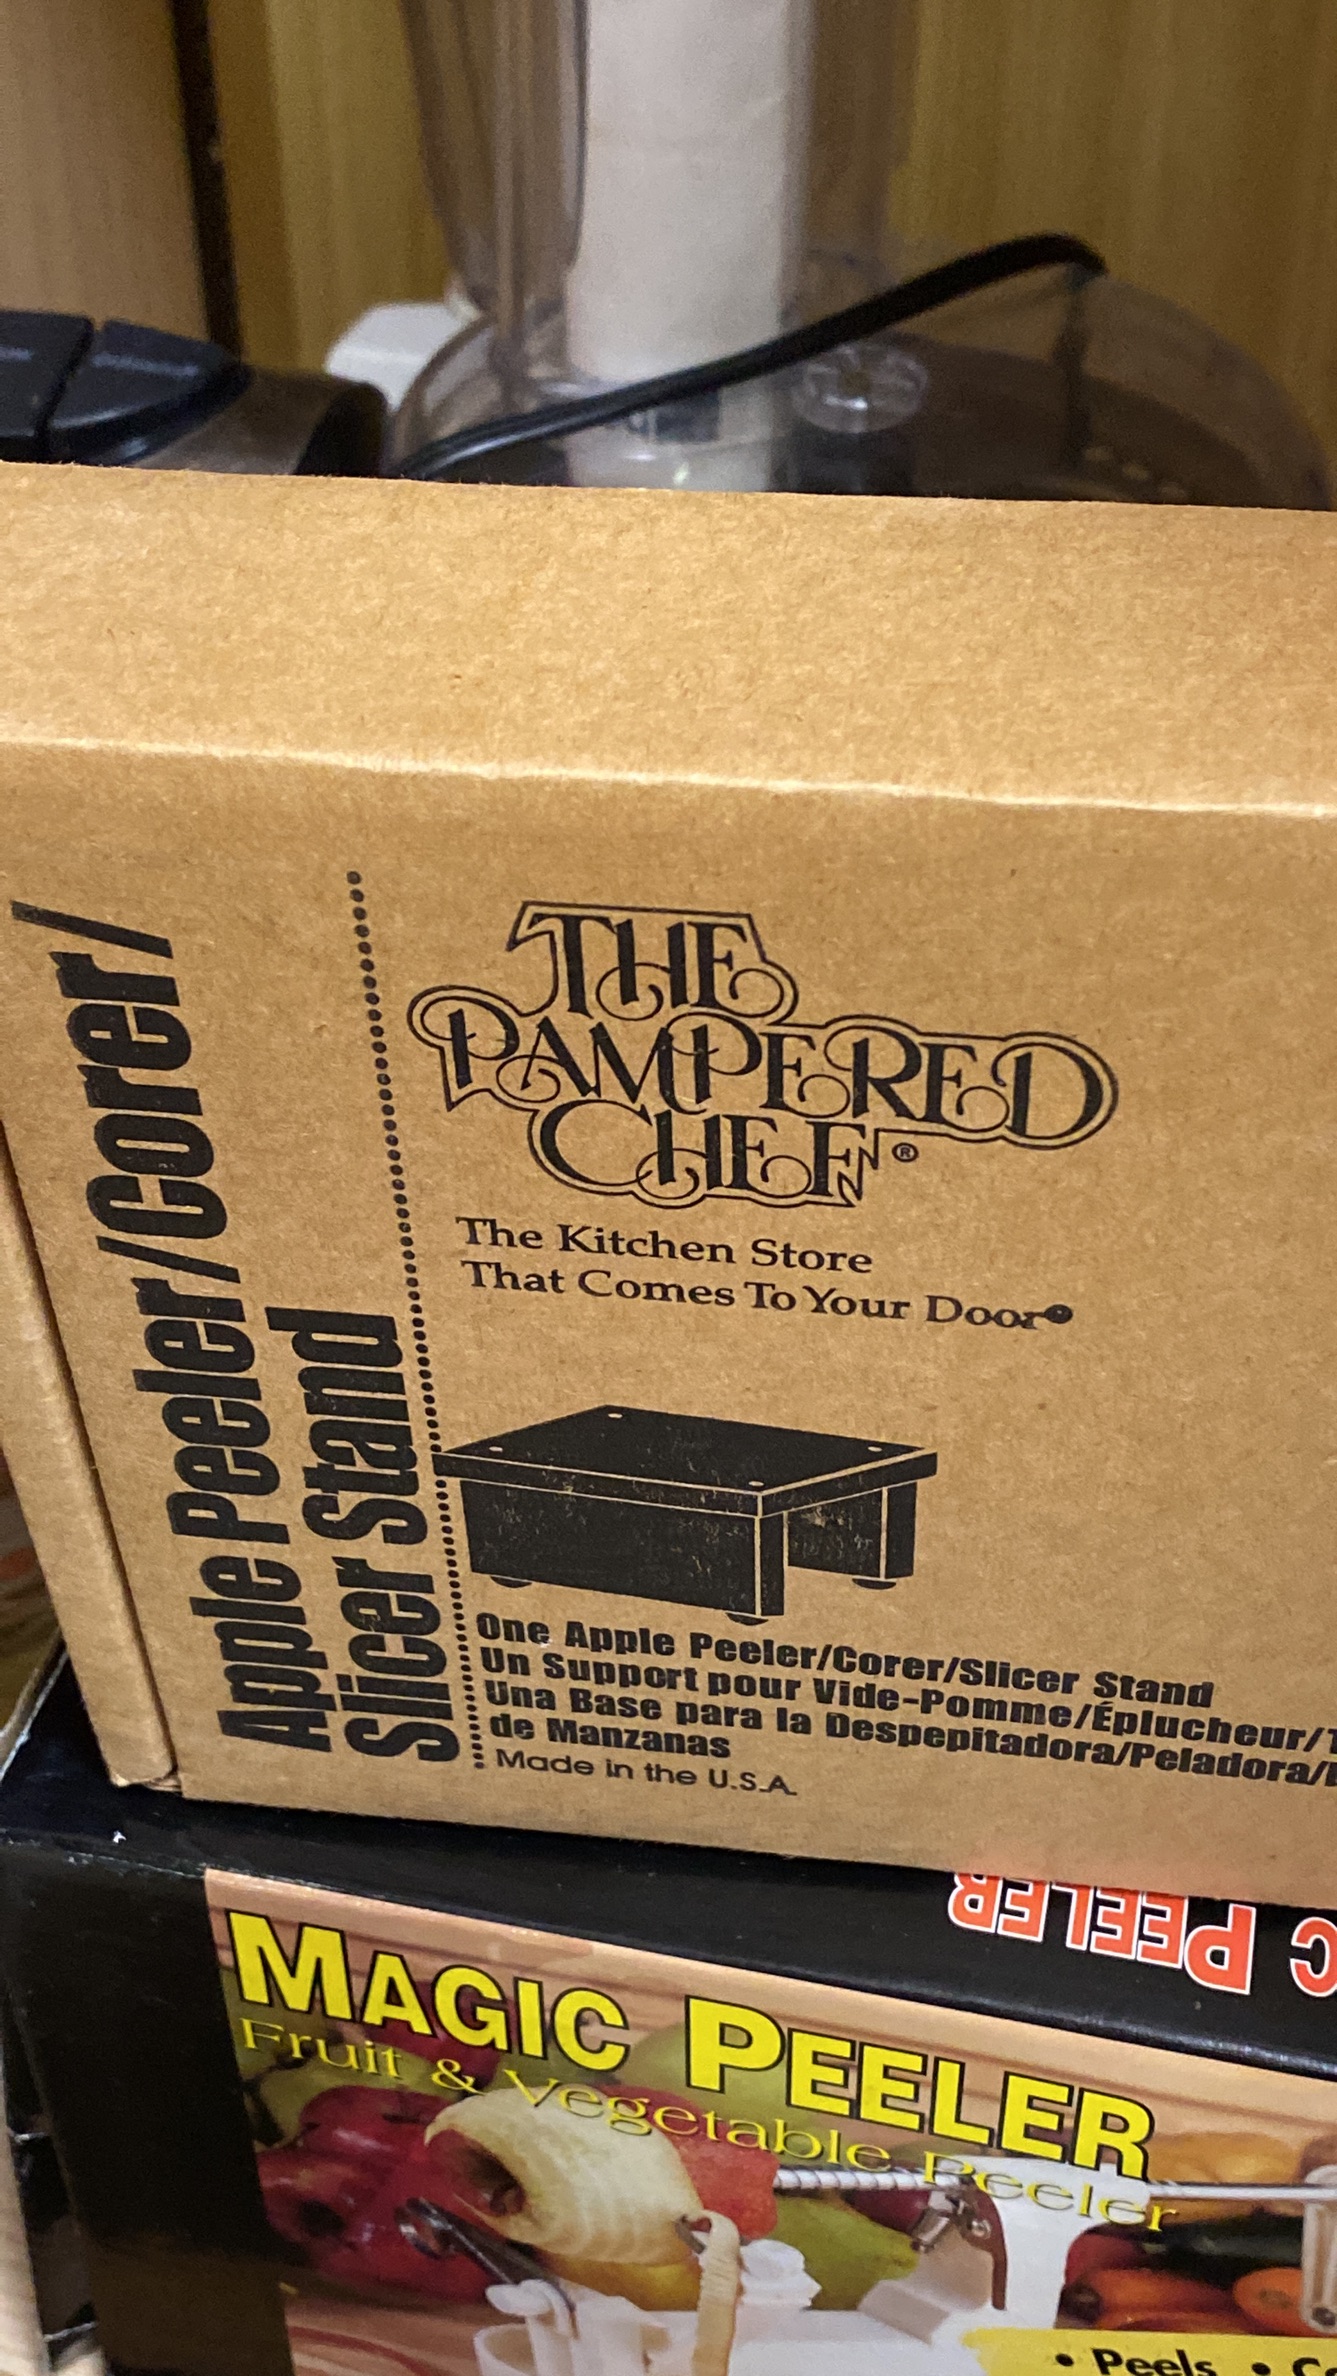 Apple Peeler/Corer/
Slicer Stand
THE
PAMPERED
CHEF®
The Kitchen Store
That Comes To Your Door®
One Apple Peeler/Corer/Slicer Stand
Un Support pour Vide-Pomme/Éplucheur/
Una Base para la Despepitadora/Peladora/
de Manzanas
Made in the U.S.A.
C PEELER
MAGIC PEELER
Fruit & Vegetable Peeler
• Peels •